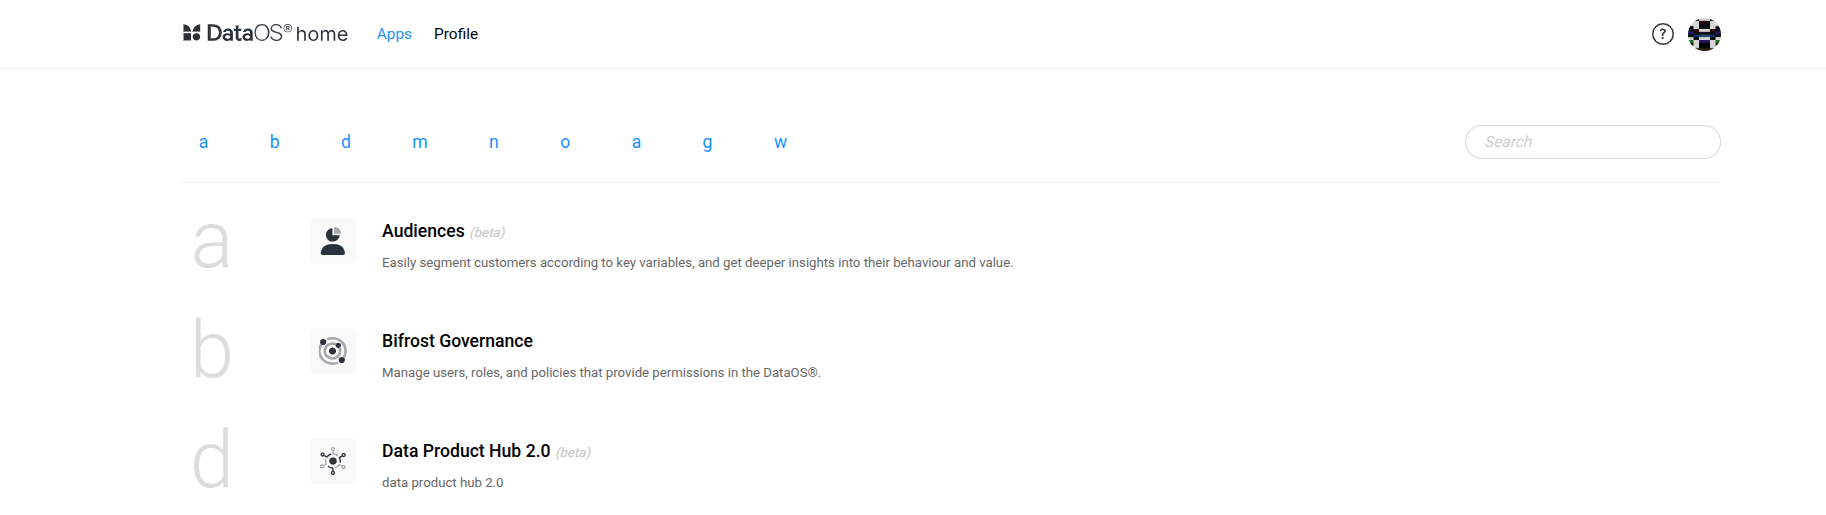 DataOS® home Apps Profile ?
a b d m n o a g w Search
a
Audiences (beta)
Easily segment customers according to key variables, and get deeper insights into their behaviour and value.
b
Bifrost Governance
Manage users, roles, and policies that provide permissions in the DataOS®.
d
Data Product Hub 2.0 (beta)
data product hub 2.0